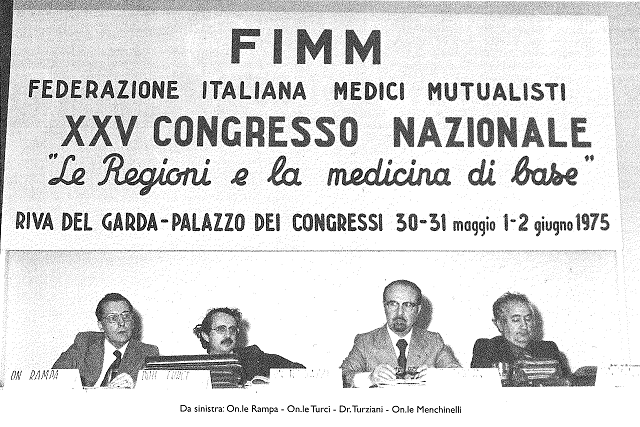 FIMM
FEDERAZIONE ITALIANA MEDICI MUTUALISTI
XXV CONGRESSO NAZIONALE
"Le Regioni e la medicina di base"
RIVA DEL GARDA-PALAZZO DEI CONGRESSI 30-31 maggio 1-2 giugno 1975
ON RAMPA
Da sinistra: On.le Rampa - On.le Turci - Dr. Turziani - On.le Menchinelli